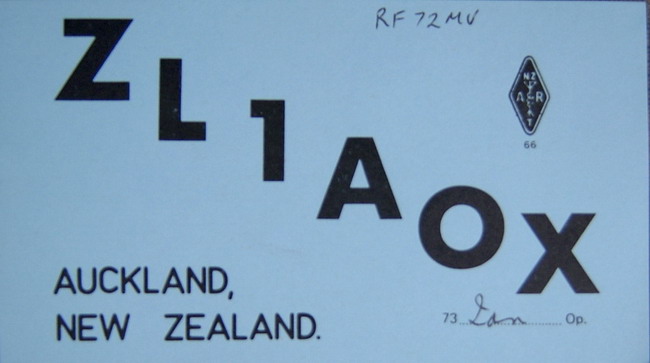 RF 72 MV
ZL1AOX
NZ
A R
T
66
AUCKLAND,
NEW ZEALAND.
73...Ian............ Op.